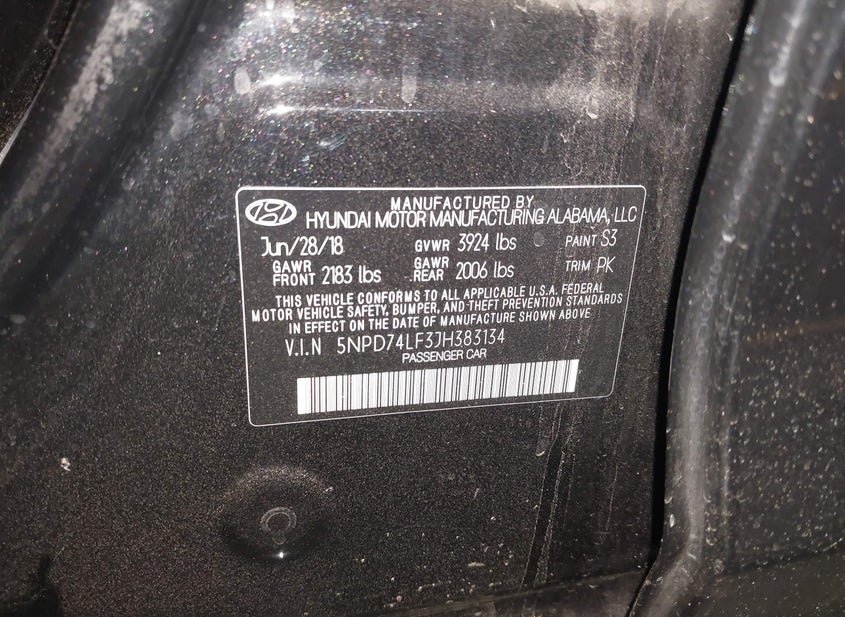 MANUFACTURED BY
HYUNDAI MOTOR MANUFACTURING ALABAMA, LLC
Jun/28/18 GVWR 3924 lbs PAINT S3
GAWR FRONT 2183 lbs GAWR REAR 2006 lbs TRIM PK
THIS VEHICLE CONFORMS TO ALL APPLICABLE U.S.A. FEDERAL
MOTOR VEHICLE SAFETY, BUMPER, AND THEFT PREVENTION STANDARDS
IN EFFECT ON THE DATE OF MANUFACTURE SHOWN ABOVE
V.I.N 5NPD74LF3JH383134
PASSENGER CAR